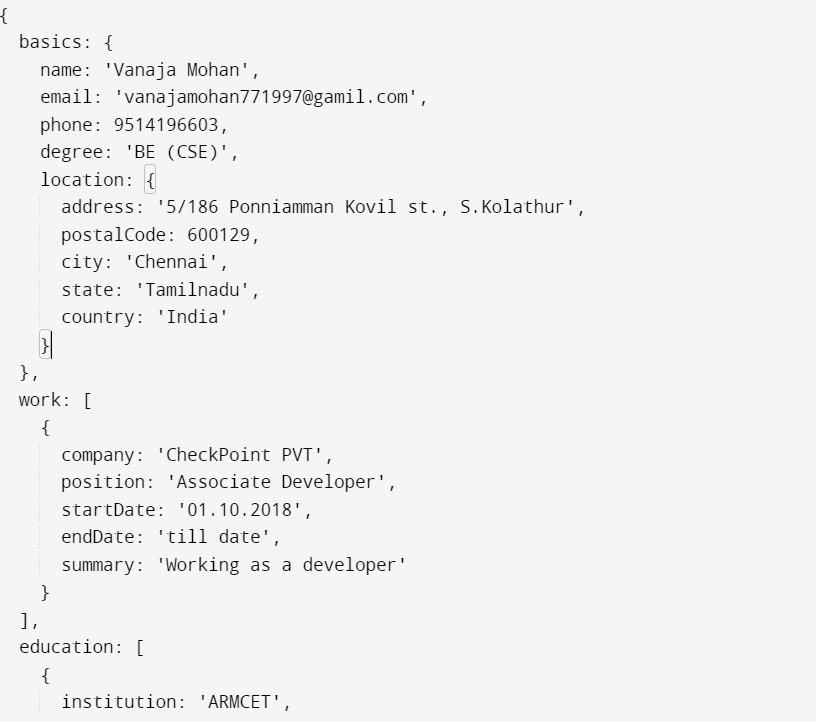 {
  basics: {
    name: 'Vanaja Mohan',
    email: 'vanajamohan771997@gamil.com',
    phone: 9514196603,
    degree: 'BE (CSE)',
    location: {
      address: '5/186 Ponniamman Kovil st., S.Kolathur',
      postalCode: 600129,
      city: 'Chennai',
      state: 'Tamilnadu',
      country: 'India'
    }
  },
  work: [
    {
      company: 'CheckPoint PVT',
      position: 'Associate Developer',
      startDate: '01.10.2018',
      endDate: 'till date',
      summary: 'Working as a developer'
    }
  ],
  education: [
    {
      institution: 'ARMCET',